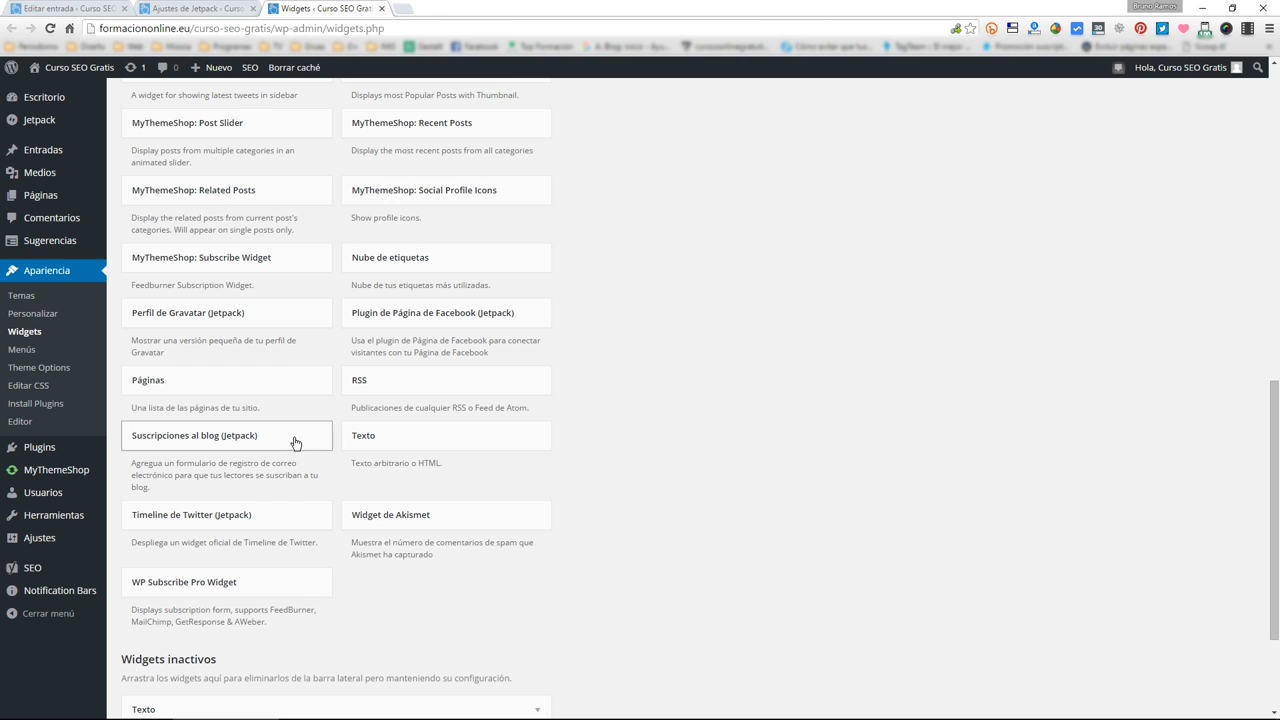 Editar entrada ‹ Curso SEO
Ajustes de Jetpack ‹ Curso
Widgets ‹ Curso SEO Grati
Bruno Ramos
formaciononline.eu/curso-seo-gratis/wp-admin/widgets.php
Curso SEO Gratis
1
0
Nuevo
SEO
Borrar caché
Hola, Curso SEO Gratis
Escritorio
Jetpack
Entradas
Medios
Páginas
Comentarios
Sugerencias
Apariencia
Temas
Personalizar
Widgets
Menús
Theme Options
Editar CSS
Install Plugins
Editor
Plugins
MyThemeShop
Usuarios
Herramientas
Ajustes
SEO
Notification Bars
Cerrar menú
A widget for showing latest tweets in sidebar
Displays most Popular Posts with Thumbnail.
MyThemeShop: Post Slider
MyThemeShop: Recent Posts
Display posts from multiple categories in an
animated slider.
Display the most recent posts from all categories
MyThemeShop: Related Posts
MyThemeShop: Social Profile Icons
Display the related posts from current post's
categories. Will appear on single posts only.
Show profile icons.
MyThemeShop: Subscribe Widget
Nube de etiquetas
Feedburner Subscription Widget.
Nube de tus etiquetas más utilizadas.
Perfil de Gravatar (Jetpack)
Plugin de Página de Facebook (Jetpack)
Mostrar una versión pequeña de tu perfil de
Gravatar
Usa el plugin de Página de Facebook para conectar
visitantes con tu Página de Facebook
Páginas
RSS
Una lista de las páginas de tu sitio.
Publicaciones de cualquier RSS o Feed de Atom.
Suscripciones al blog (Jetpack)
Texto
Agregua un formulario de registro de correo
electrónico para que tus lectores se suscriban a tu
blog.
Texto arbitrario o HTML.
Timeline de Twitter (Jetpack)
Widget de Akismet
Despliega un widget oficial de Timeline de Twitter.
Muestra el número de comentarios de spam que
Akismet ha capturado
WP Subscribe Pro Widget
Displays subscription form, supports FeedBurner,
MailChimp, GetResponse & AWeber.
Widgets inactivos
Arrastra los widgets aquí para eliminarlos de la barra lateral pero manteniendo su configuración.
Texto